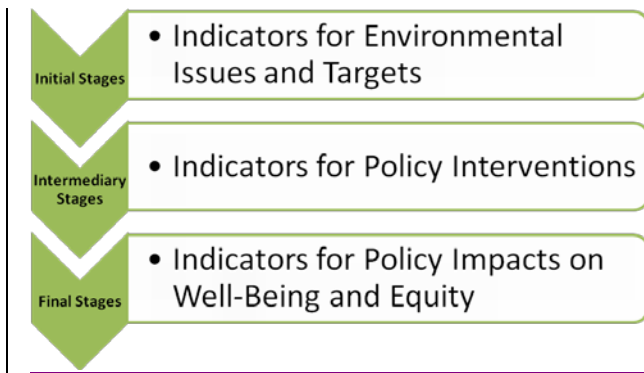 Initial Stages
• Indicators for Environmental
Issues and Targets
Intermediary
Stages
• Indicators for Policy Interventions
Final Stages
• Indicators for Policy Impacts on
Well-Being and Equity